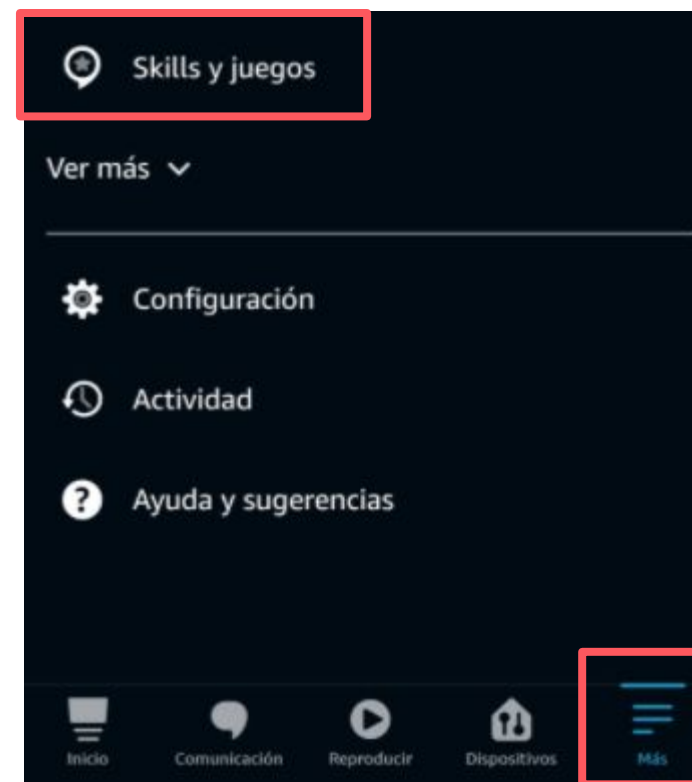 Skills y juegos
Ver más
Configuración
Actividad
Ayuda y sugerencias
Inicio Comunicación Reproducir Dispositivos Más